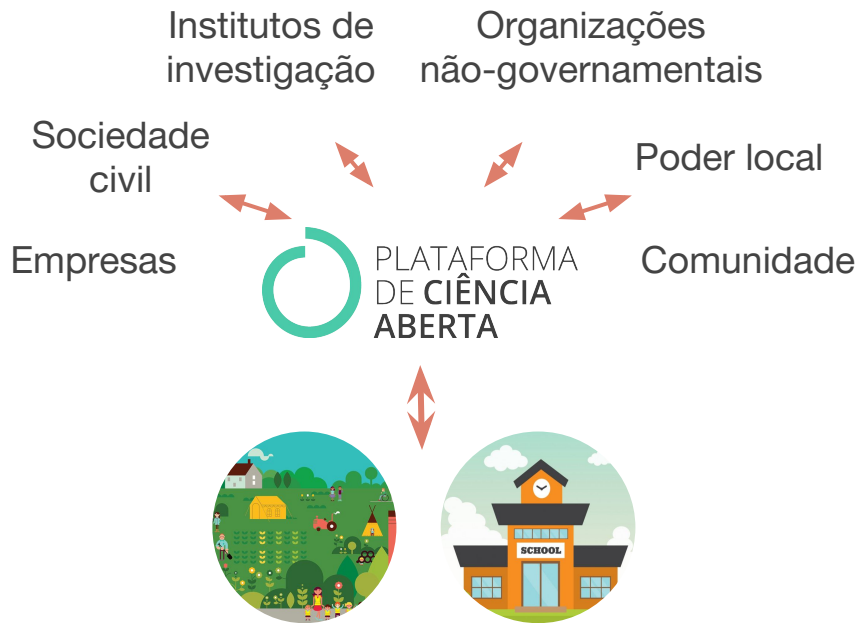 Institutos de
investigação
Organizações
não-governamentais
Sociedade
civil
Poder local
Empresas
PLATAFORMA
DE CIÊNCIA
ABERTA
Comunidade
SCHOOL